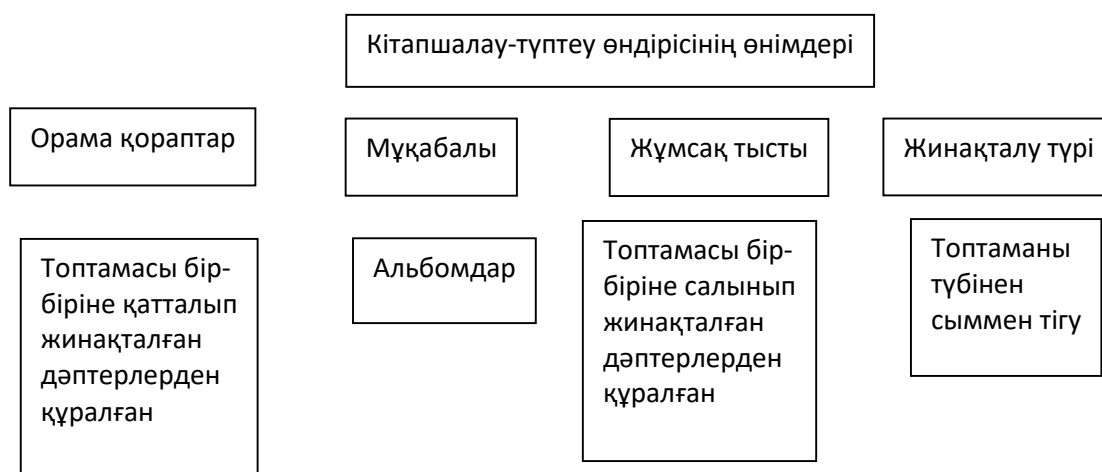 Кітапшалау-түптеу өндірісінің өнімдері
Орама қораптар
Мұқабалы
Жұмсақ тысты
Жинақталу түрі
Топтамасы бір-
біріне қатталып
жинақталған
дәптерлерден
құралған
Альбомдар
Топтамасы бір-
біріне салынып
жинақталған
дәптерлерден
құралған
Топтаманы
түбінен
сыммен тігу